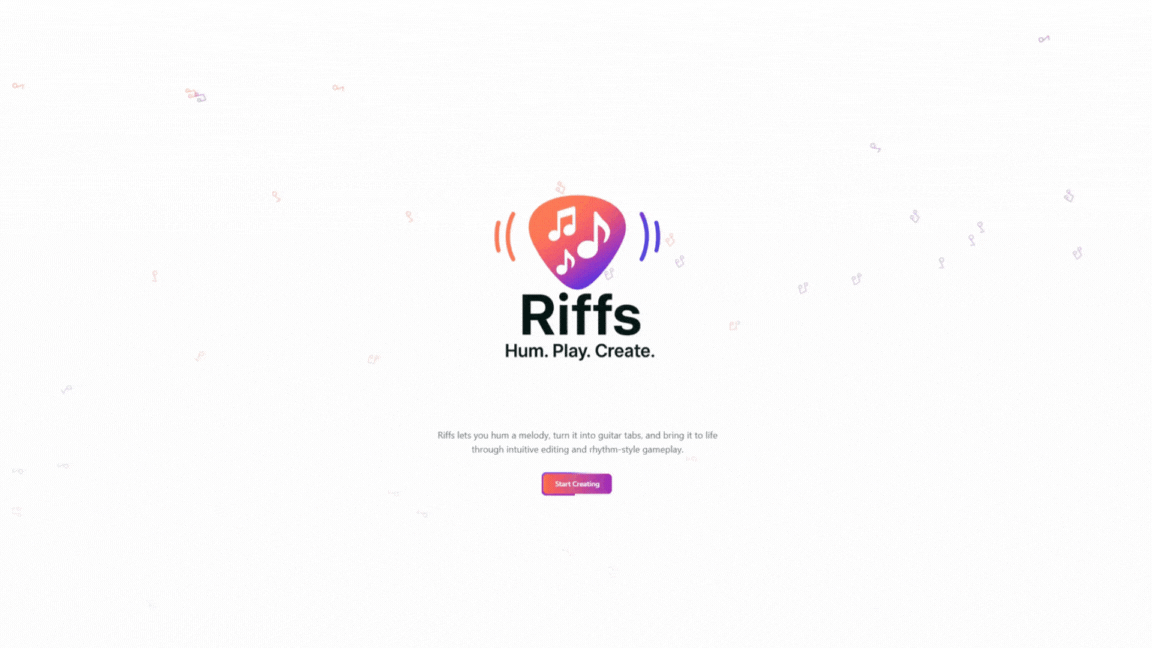 Riffs
Hum. Play. Create.
Riffs lets you hum a melody, turn it into guitar tabs, and bring it to life
through intuitive editing and rhythm-style gameplay.
Start Creating